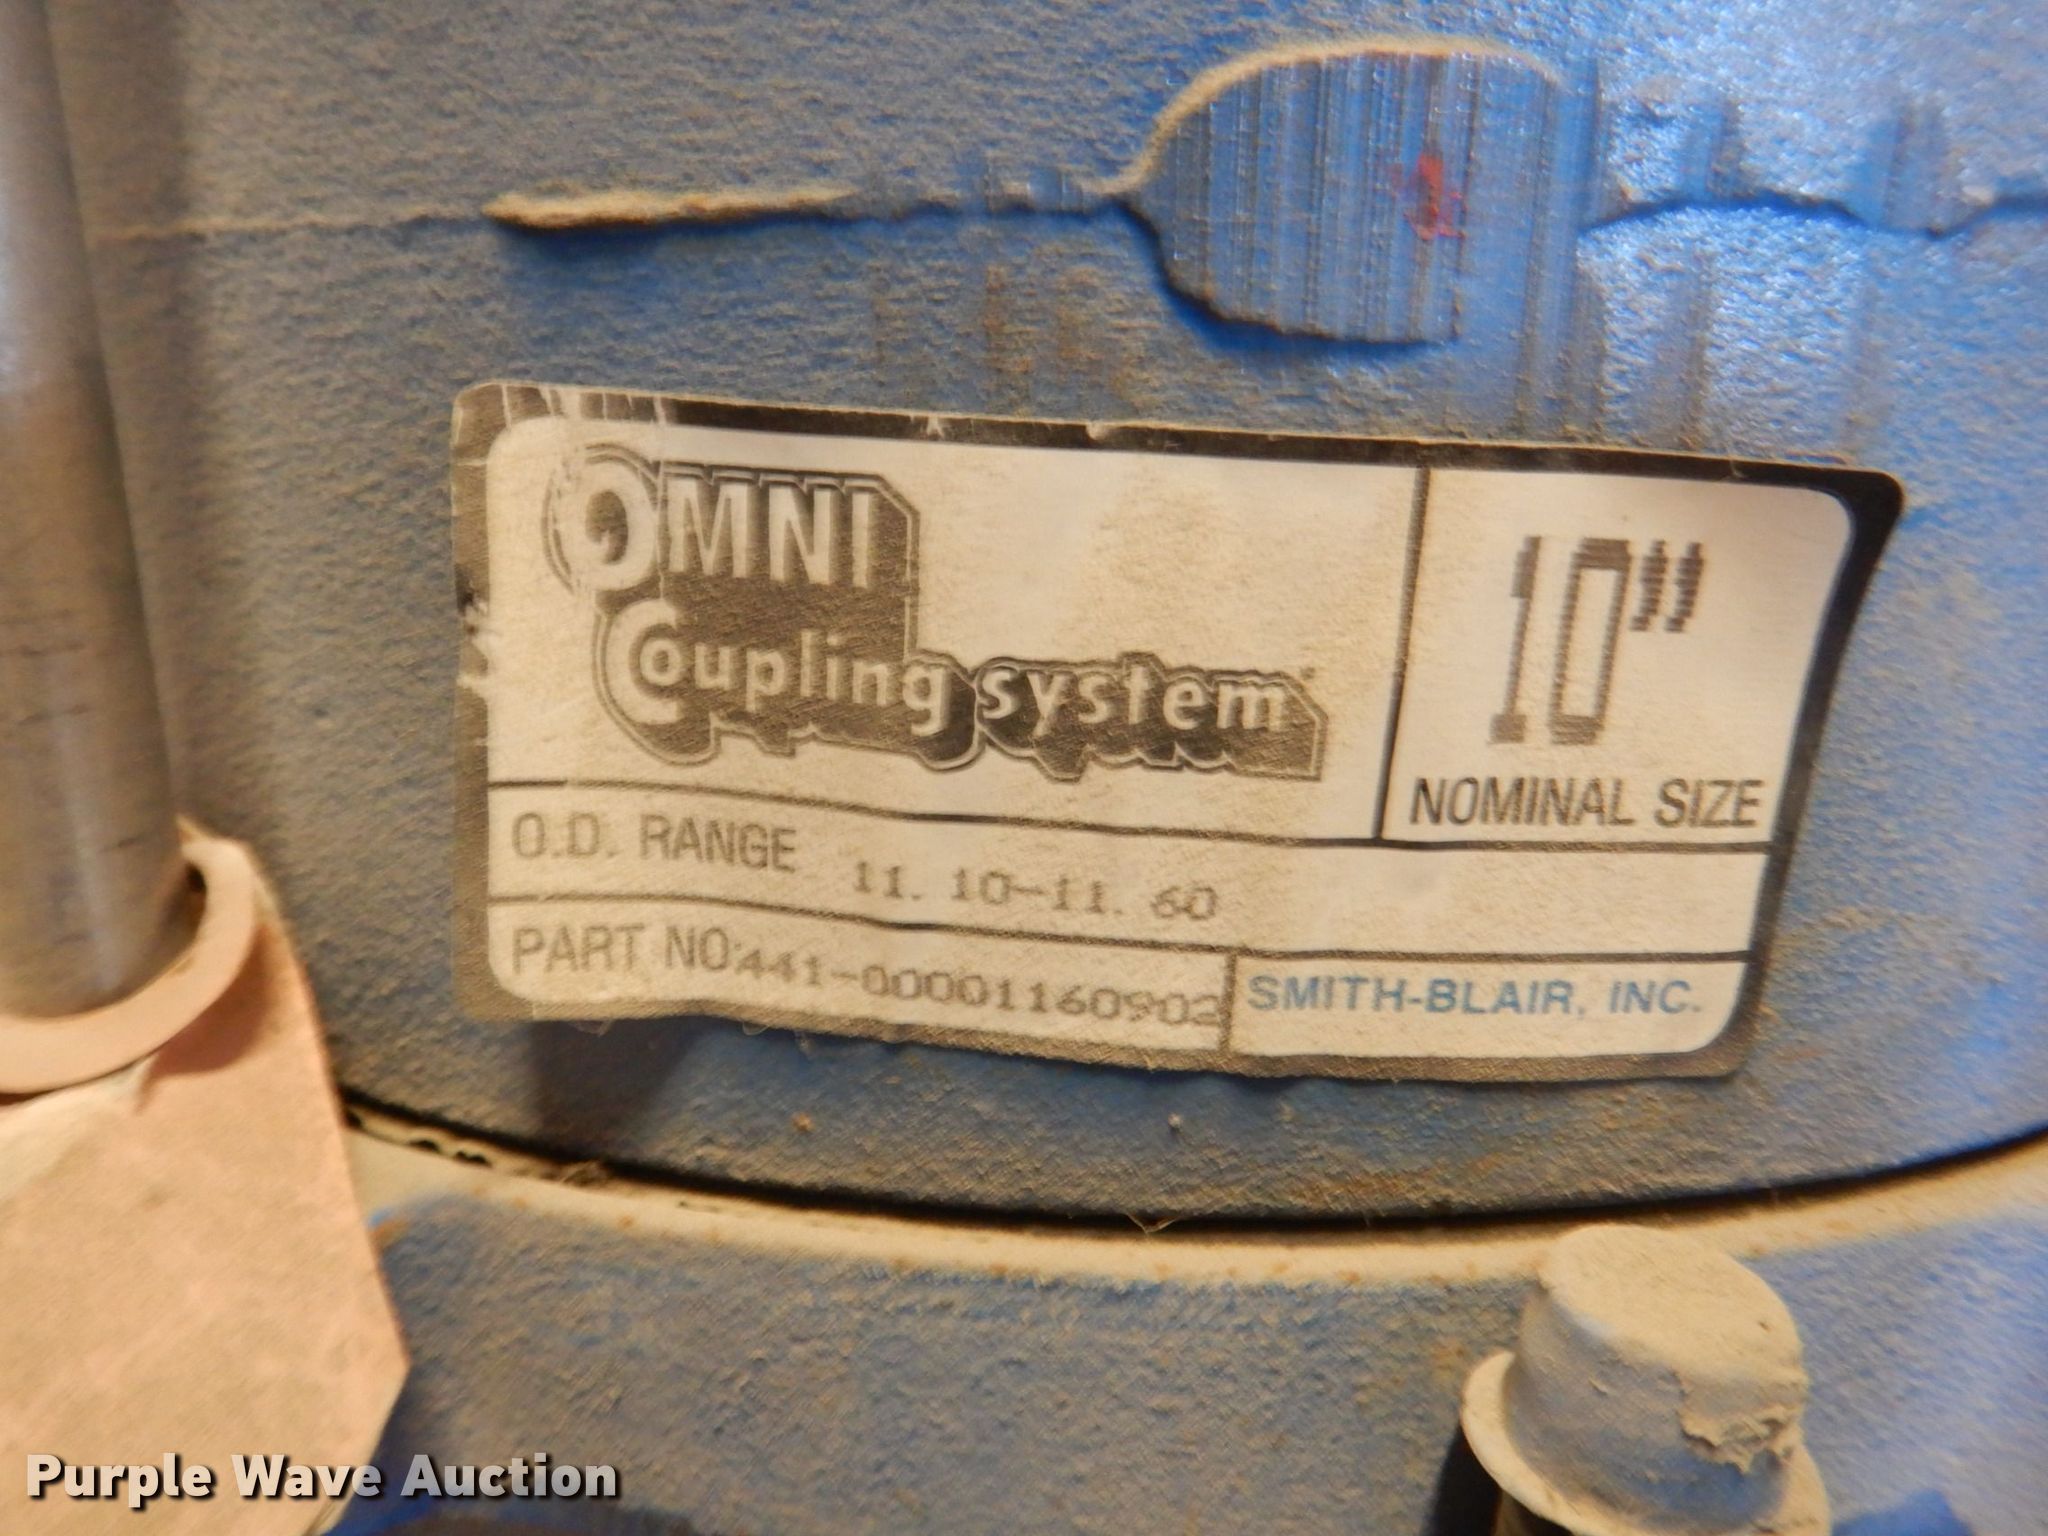 OMNI
Coupling system
10"
NOMINAL SIZE
O.D. RANGE 11.10-11.60
PART NO: 441-00001160902
SMITH-BLAIR, INC.
Purple Wave Auction